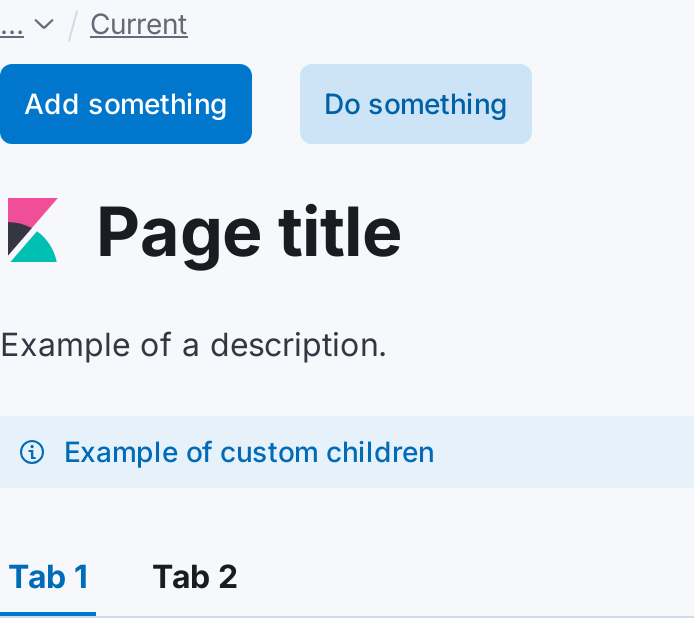 ... / Current
Add something Do something
Page title
Example of a description.
Example of custom children
Tab 1 Tab 2